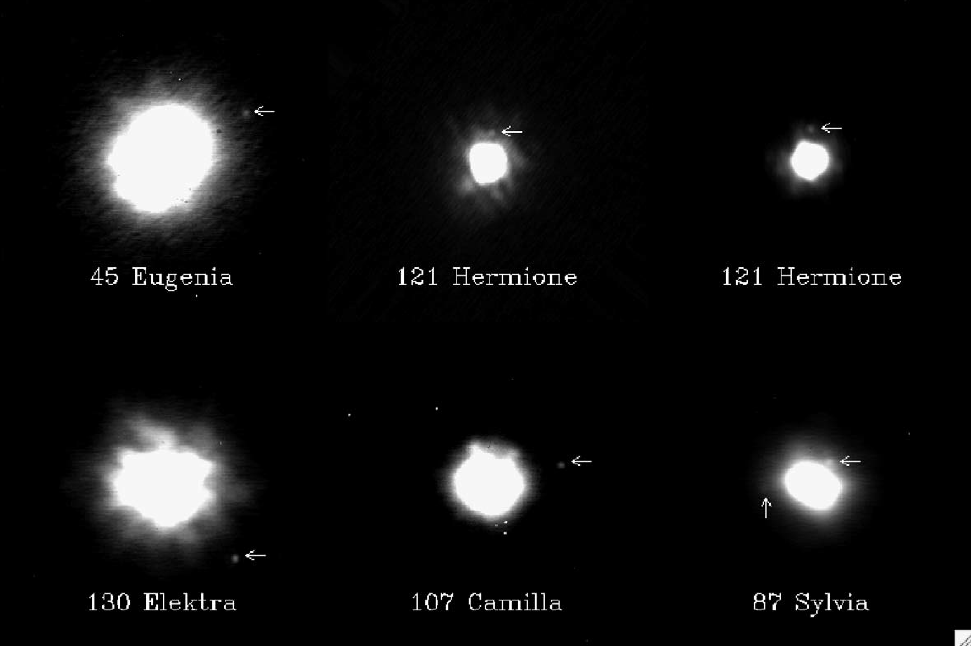 45 Eugenia
121 Hermione
121 Hermione
130 Elektra
107 Camilla
87 Sylvia